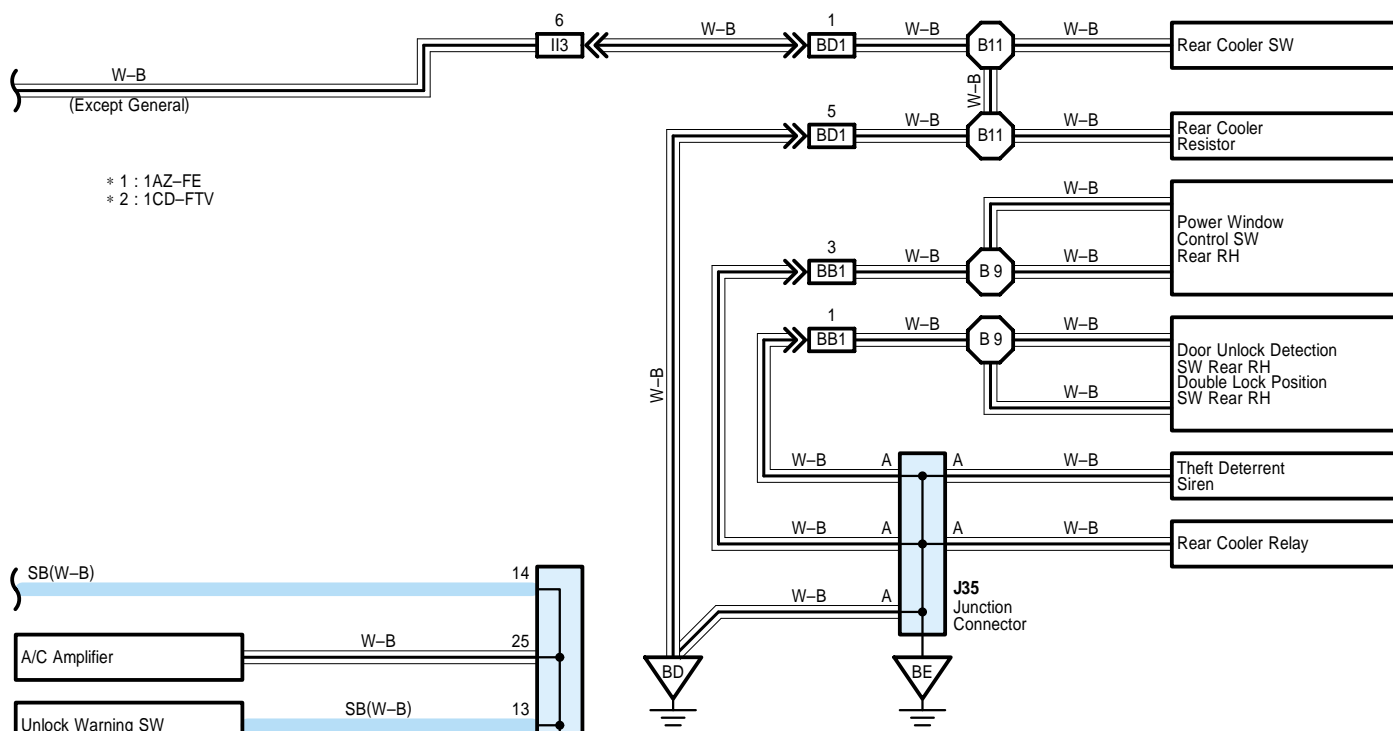 6
II3
W–B
1
BD1
W–B
B11
W–B
Rear Cooler SW
W–B
(Except General)
W–B
5
BD1
W–B
B11
W–B
Rear Cooler
Resistor
∗ 1 : 1AZ–FE
∗ 2 : 1CD–FTV
W–B
Power Window
Control SW
Rear RH
3
BB1
W–B
B 9
W–B
1
BB1
W–B
B 9
W–B
Door Unlock Detection
SW Rear RH
Double Lock Position
SW Rear RH
W–B
W–B
W–B
A
A
W–B
Theft Deterrent
Siren
W–B
A
A
W–B
Rear Cooler Relay
W–B
A
J35
Junction
Connector
BD
BE
SB(W–B)
14
A/C Amplifier
W–B
25
Unlock Warning SW
SB(W–B)
13